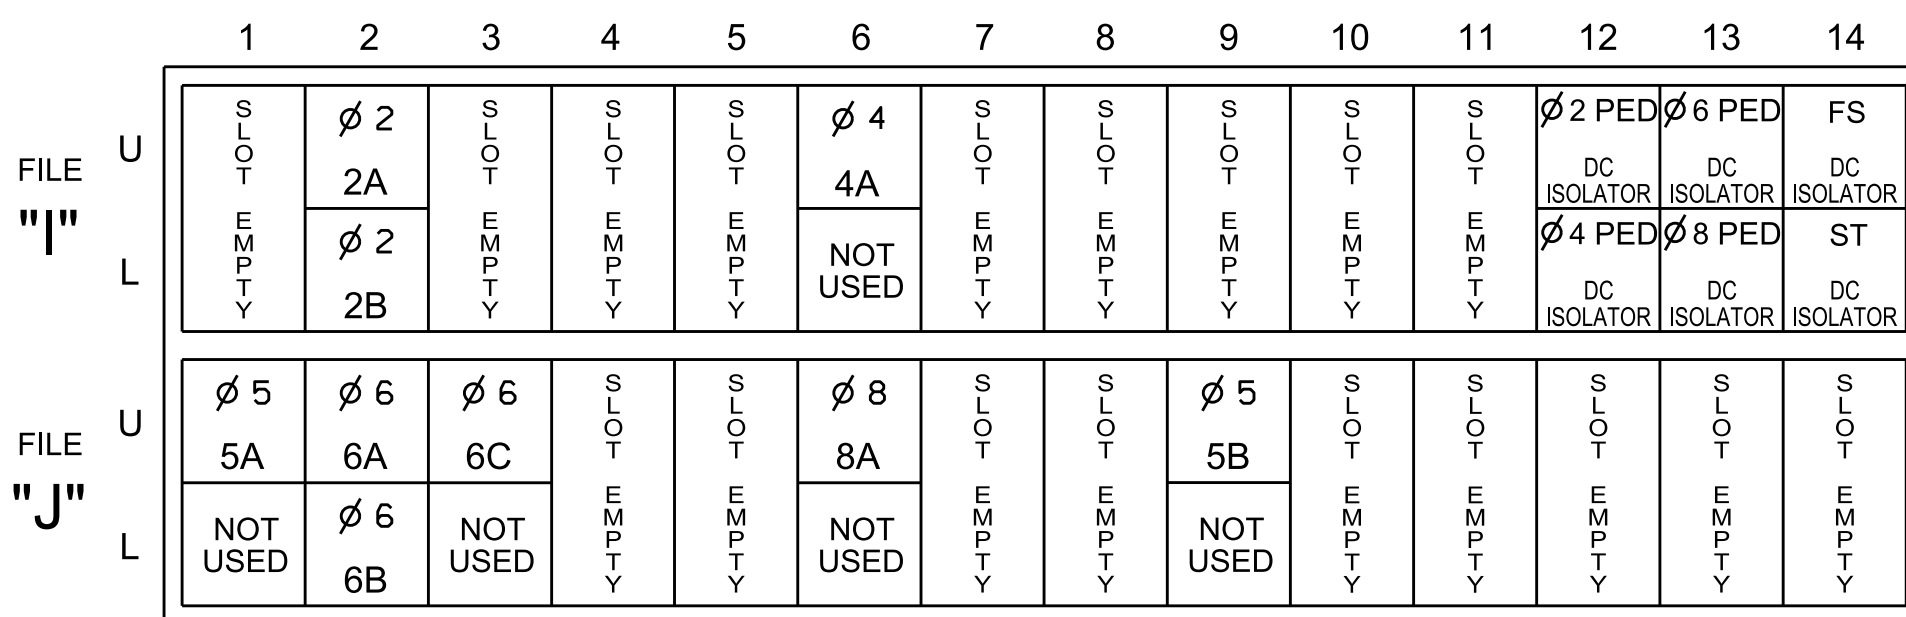 1 2 3 4 5 6 7 8 9 10 11 12 13 14
FILE
"I"
U
L
SLOT EMPTY
Ø 2
2A
Ø 2
2B
SLOT EMPTY
SLOT EMPTY
SLOT EMPTY
Ø 4
4A
NOT
USED
SLOT EMPTY
SLOT EMPTY
SLOT EMPTY
SLOT EMPTY
SLOT EMPTY
Ø 2 PED
DC
ISOLATOR
Ø 4 PED
DC
ISOLATOR
Ø 6 PED
DC
ISOLATOR
Ø 8 PED
DC
ISOLATOR
FS
DC
ISOLATOR
ST
DC
ISOLATOR
FILE
"J"
U
L
Ø 5
5A
NOT
USED
Ø 6
6A
Ø 6
6B
Ø 6
6C
NOT
USED
SLOT EMPTY
SLOT EMPTY
Ø 8
8A
NOT
USED
SLOT EMPTY
SLOT EMPTY
Ø 5
5B
NOT
USED
SLOT EMPTY
SLOT EMPTY
SLOT EMPTY
SLOT EMPTY
SLOT EMPTY